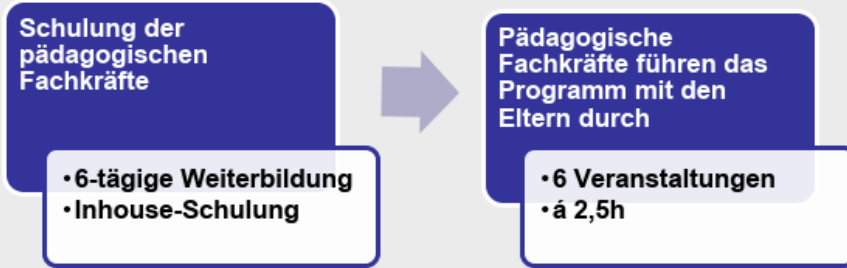 Schulung der
pädagogischen
Fachkräfte
•6-tägige Weiterbildung
•Inhouse-Schulung
Pädagogische
Fachkräfte führen das
Programm mit den
Eltern durch
•6 Veranstaltungen
•á 2,5h